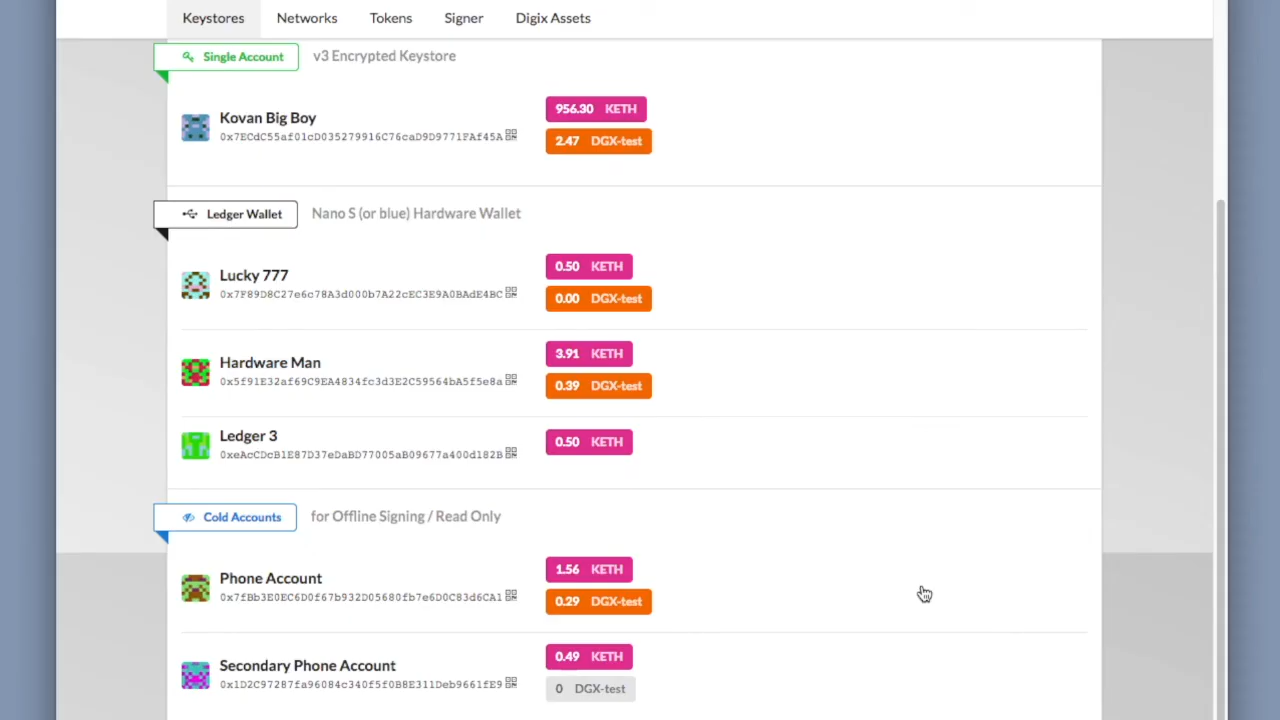 Keystores Networks Tokens Signer Digix Assets
Single Account v3 Encrypted Keystore
Kovan Big Boy
0x7ECdC55af01cD035279916C76caD9D9771FAf45A
956.30 KETH
2.47 DGX-test
Ledger Wallet Nano S (or blue) Hardware Wallet
Lucky 777
0x7F89D8C27e6c78A3d000b7A22cEC3E9A0BAdE4BC
0.50 KETH
0.00 DGX-test
Hardware Man
0x5f91E32af69C9EA4834fc3d3E2C59564bA5f5e8a
3.91 KETH
0.39 DGX-test
Ledger 3
0xeAcCDcB1E87D37eDaBD77005aB09677a400d182B
0.50 KETH
Cold Accounts for Offline Signing / Read Only
Phone Account
0x7fBb3E0EC6D0f67b932D05680fb7e6D0C83d6CA1
1.56 KETH
0.29 DGX-test
Secondary Phone Account
0x1D2C97287fa96084c340f5f0B8E311Deb9661fE9
0.49 KETH
0 DGX-test